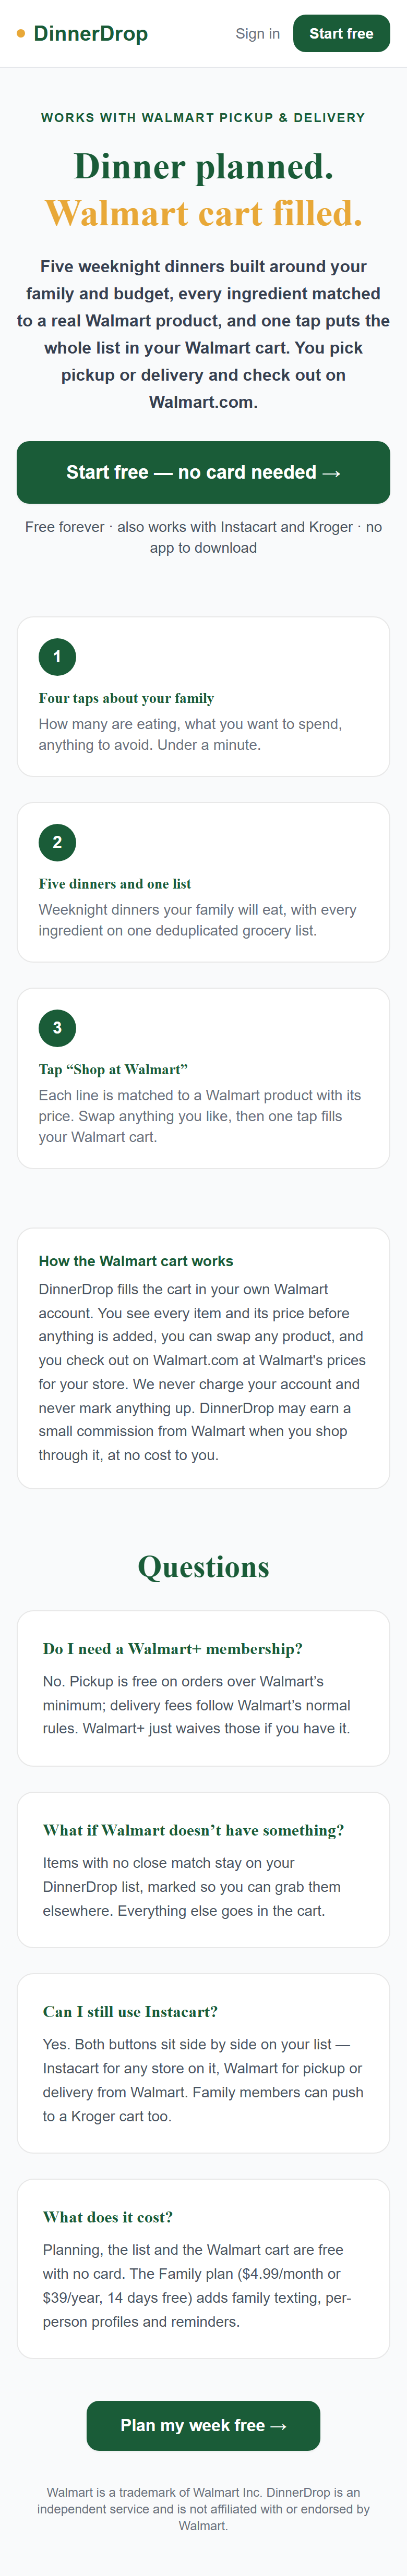 DinnerDrop
Sign in
Start free
WORKS WITH WALMART PICKUP & DELIVERY
Dinner planned.
Walmart cart filled.
Five weeknight dinners built around your
family and budget, every ingredient matched
to a real Walmart product, and one tap puts the
whole list in your Walmart cart. You pick
pickup or delivery and check out on
Walmart.com.
Start free — no card needed →
Free forever · also works with Instacart and Kroger · no
app to download
1
Four taps about your family
How many are eating, what you want to spend,
anything to avoid. Under a minute.
2
Five dinners and one list
Weeknight dinners your family will eat, with every
ingredient on one deduplicated grocery list.
3
Tap “Shop at Walmart”
Each line is matched to a Walmart product with its
price. Swap anything you like, then one tap fills
your Walmart cart.
How the Walmart cart works
DinnerDrop fills the cart in your own Walmart
account. You see every item and its price before
anything is added, you can swap any product, and
you check out on Walmart.com at Walmart's prices
for your store. We never charge your account and
never mark anything up. DinnerDrop may earn a
small commission from Walmart when you shop
through it, at no cost to you.
Questions
Do I need a Walmart+ membership?
No. Pickup is free on orders over Walmart’s
minimum; delivery fees follow Walmart’s normal
rules. Walmart+ just waives those if you have it.
What if Walmart doesn’t have something?
Items with no close match stay on your
DinnerDrop list, marked so you can grab them
elsewhere. Everything else goes in the cart.
Can I still use Instacart?
Yes. Both buttons sit side by side on your list —
Instacart for any store on it, Walmart for pickup or
delivery from Walmart. Family members can push
to a Kroger cart too.
What does it cost?
Planning, the list and the Walmart cart are free
with no card. The Family plan ($4.99/month or
$39/year, 14 days free) adds family texting, per-
person profiles and reminders.
Plan my week free →
Walmart is a trademark of Walmart Inc. DinnerDrop is an
independent service and is not affiliated with or endorsed by
Walmart.